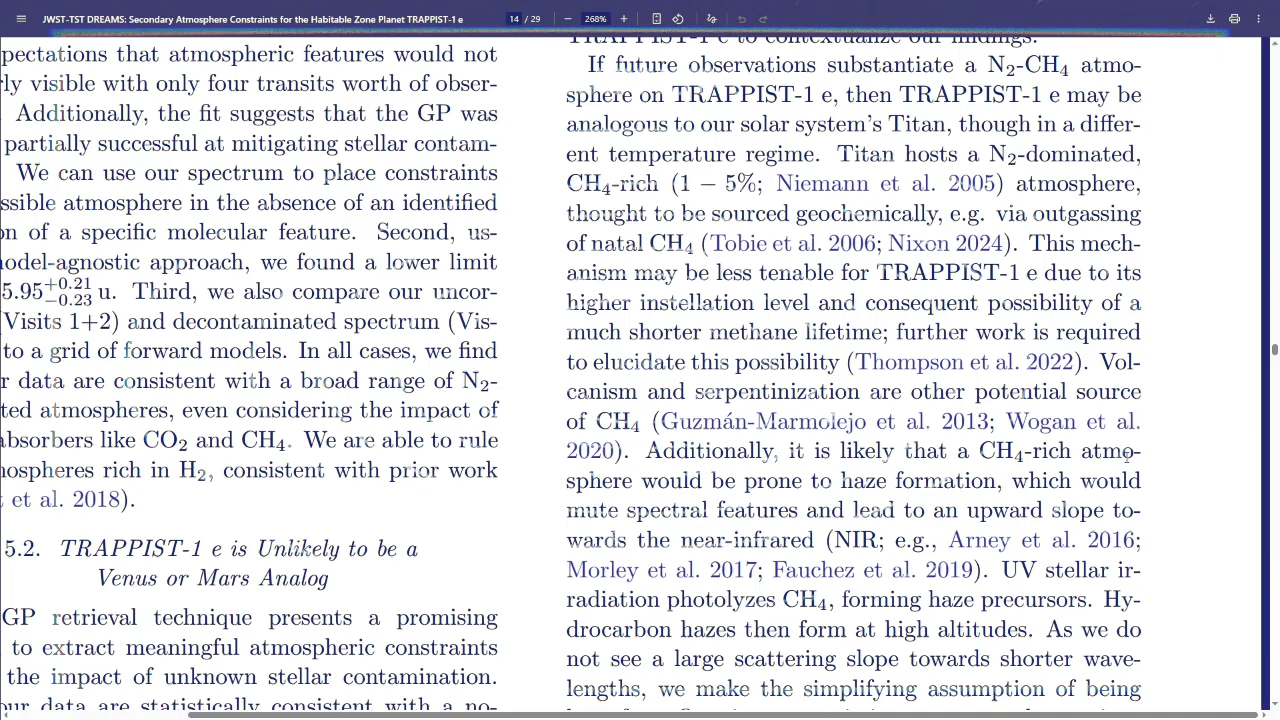 JWST-TST DREAMS: Secondary Atmosphere Constraints for the Habitable Zone Planet TRAPPIST-1 e
14 / 29
268%
pectations that atmospheric features would not
rly visible with only four transits worth of obser-
Additionally, the fit suggests that the GP was
partially successful at mitigating stellar contam-
We can use our spectrum to place constraints
ssible atmosphere in the absence of an identified
on of a specific molecular feature. Second, us-
model-agnostic approach, we found a lower limit
5.95+0.21−0.23 u. Third, we also compare our uncor-
(Visits 1+2) and decontaminated spectrum (Vis-
to a grid of forward models. In all cases, we find
r data are consistent with a broad range of N₂-
ted atmospheres, even considering the impact of
absorbers like CO₂ and CH₄. We are able to rule
mospheres rich in H₂, consistent with prior work
t et al. 2018).
5.2. TRAPPIST-1 e is Unlikely to be a
Venus or Mars Analog
GP retrieval technique presents a promising
to extract meaningful atmospheric constraints
the impact of unknown stellar contamination.
our data are statistically consistent with a no-
TRAPPIST-1 e to contextualize our findings.
If future observations substantiate a N₂-CH₄ atmo-
sphere on TRAPPIST-1 e, then TRAPPIST-1 e may be
analogous to our solar system's Titan, though in a differ-
ent temperature regime. Titan hosts a N₂-dominated,
CH₄-rich (1 − 5%; Niemann et al. 2005) atmosphere,
thought to be sourced geochemically, e.g. via outgassing
of natal CH₄ (Tobie et al. 2006; Nixon 2024). This mech-
anism may be less tenable for TRAPPIST-1 e due to its
higher instellation level and consequent possibility of a
much shorter methane lifetime; further work is required
to elucidate this possibility (Thompson et al. 2022). Vol-
canism and serpentinization are other potential source
of CH₄ (Guzmán-Marmolejo et al. 2013; Wogan et al.
2020). Additionally, it is likely that a CH₄-rich atmo-
sphere would be prone to haze formation, which would
mute spectral features and lead to an upward slope to-
wards the near-infrared (NIR; e.g., Arney et al. 2016;
Morley et al. 2017; Fauchez et al. 2019). UV stellar ir-
radiation photolyzes CH₄, forming haze precursors. Hy-
drocarbon hazes then form at high altitudes. As we do
not see a large scattering slope towards shorter wave-
lengths, we make the simplifying assumption of being